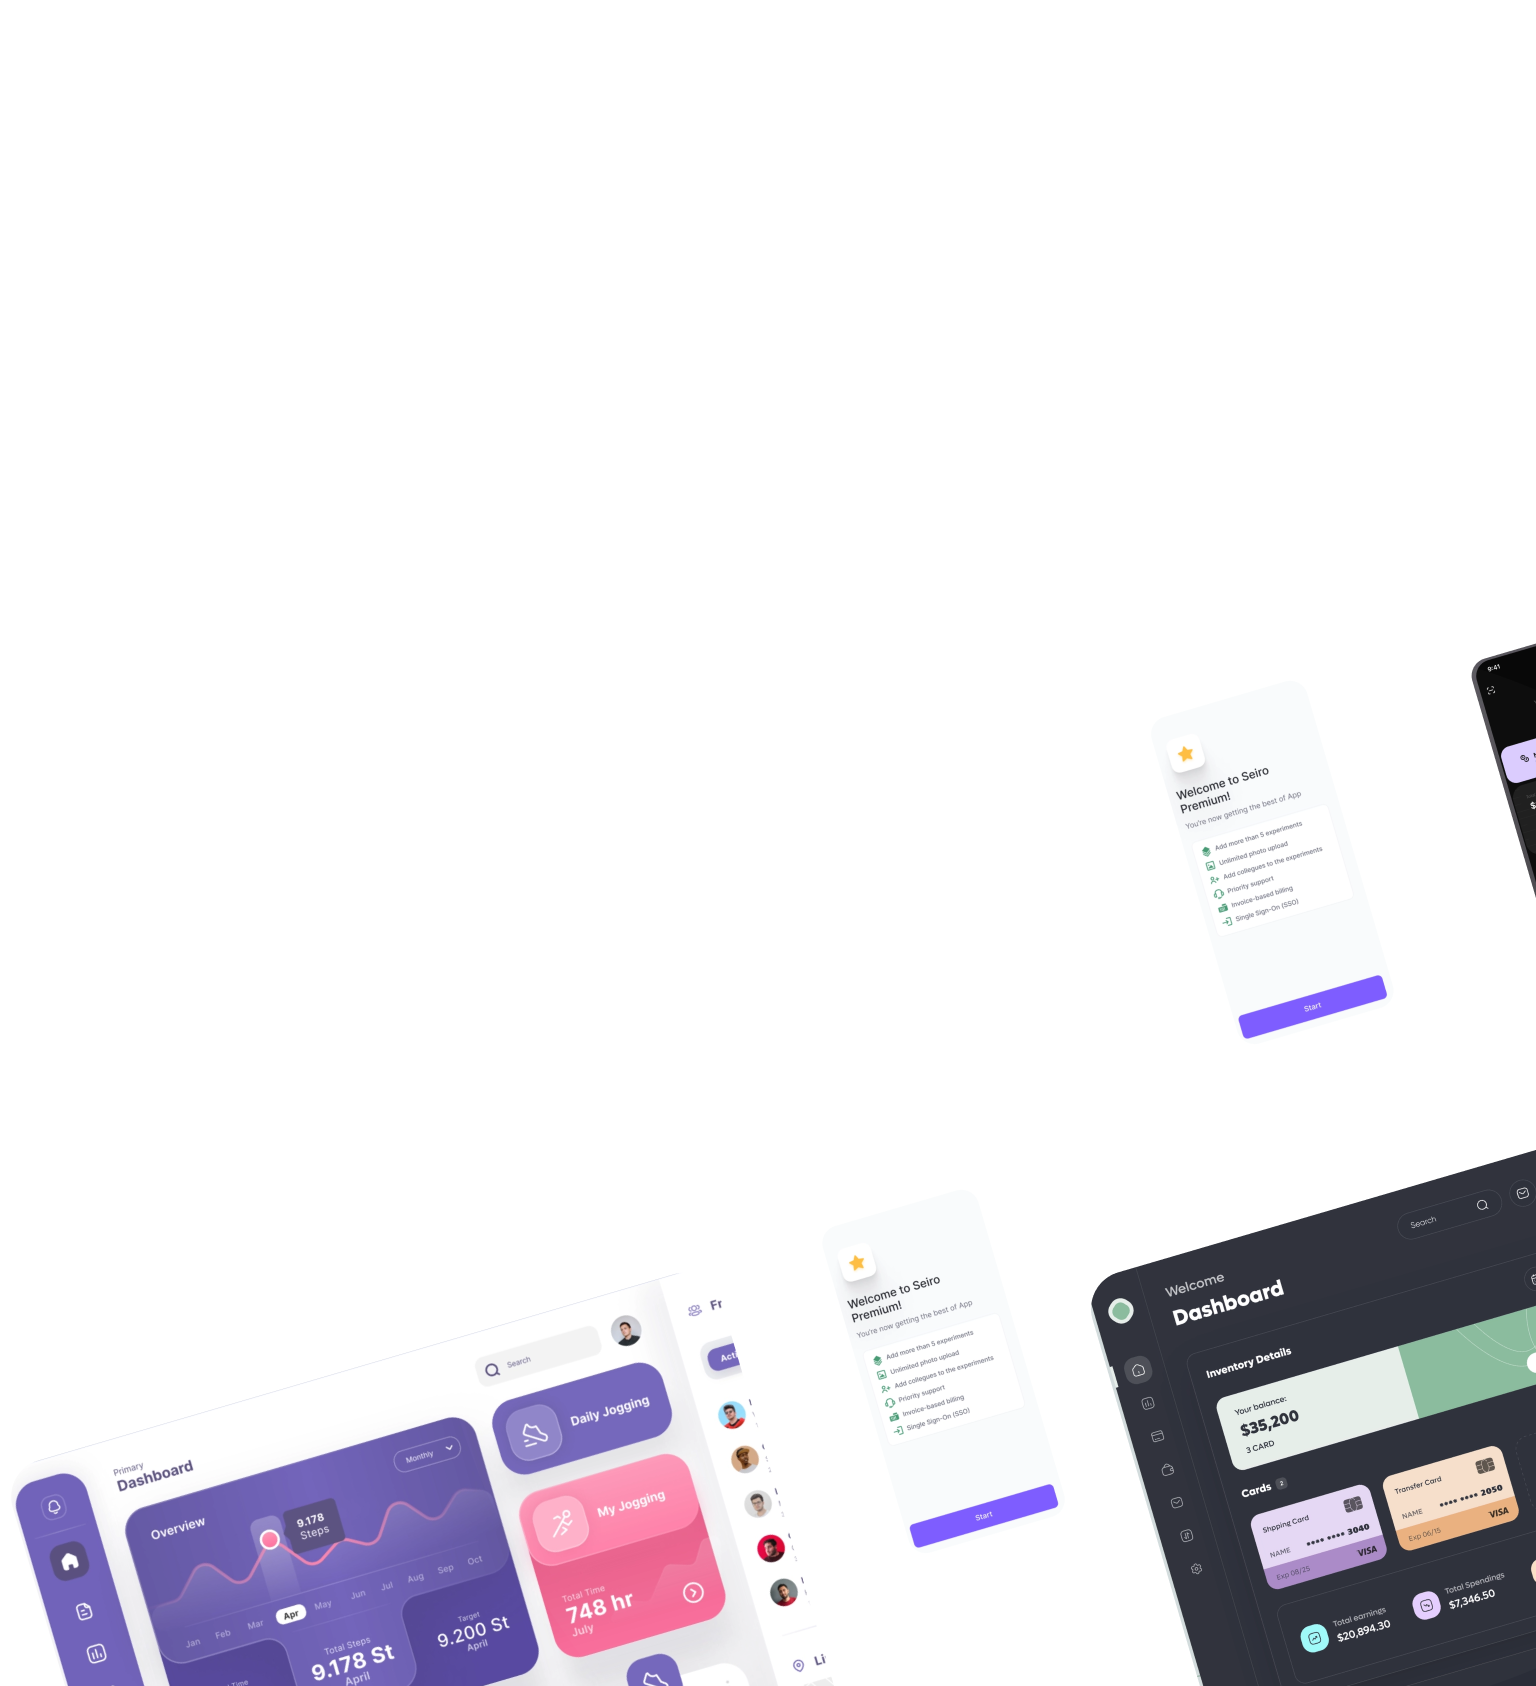 9:41
Welcome to Seiro
Premium!
You're now getting the best of App
Add more than 5 experiments
Unlimited photo upload
Add collegues to the experiments
Priority support
Invoice-based billing
Single Sign-On (SSO)
Start
Welcome to Seiro
Premium!
You're now getting the best of App
Add more than 5 experiments
Unlimited photo upload
Add collegues to the experiments
Priority support
Invoice-based billing
Single Sign-On (SSO)
Start
Primary
Dashboard
Search
Overview
Monthly
9.178
Steps
Jan Feb Mar Apr May Jun Jul Aug Sep Oct
Time
Total Steps
9.178 St
April
Target
9.200 St
April
Daily Jogging
My Jogging
Total Time
748 hr
July
Fr
Acti
Li
Welcome
Dashboard
Search
Inventory Details
Your balance:
$35,200
3 CARD
Cards 2
Shpping Card
NAME •••• •••• 3040
Exp 08/25 VISA
Transfer Card
NAME •••• •••• 2050
Exp 06/15 VISA
Total earnings
$20,894.30
Total Spendings
$7,346.50